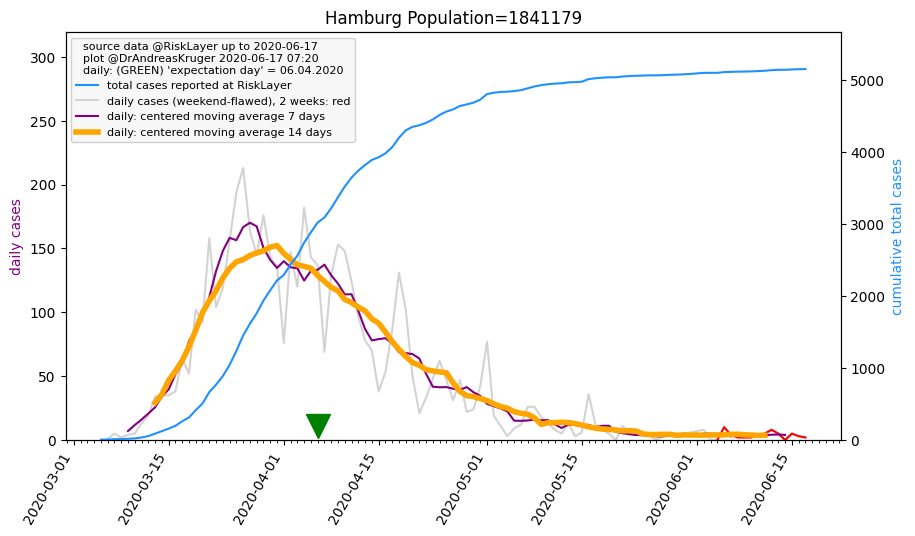 Hamburg Population=1841179
source data @RiskLayer up to 2020-06-17
plot @DrAndreasKruger 2020-06-17 07:20
daily: (GREEN) 'expectation day' = 06.04.2020
total cases reported at RiskLayer
daily cases (weekend-flawed), 2 weeks: red
daily: centered moving average 7 days
daily: centered moving average 14 days
daily cases
300
250
200
150
100
50
0
cumulative total cases
5000
4000
3000
2000
1000
0
2020-03-01
2020-03-15
2020-04-01
2020-04-15
2020-05-01
2020-05-15
2020-06-01
2020-06-15